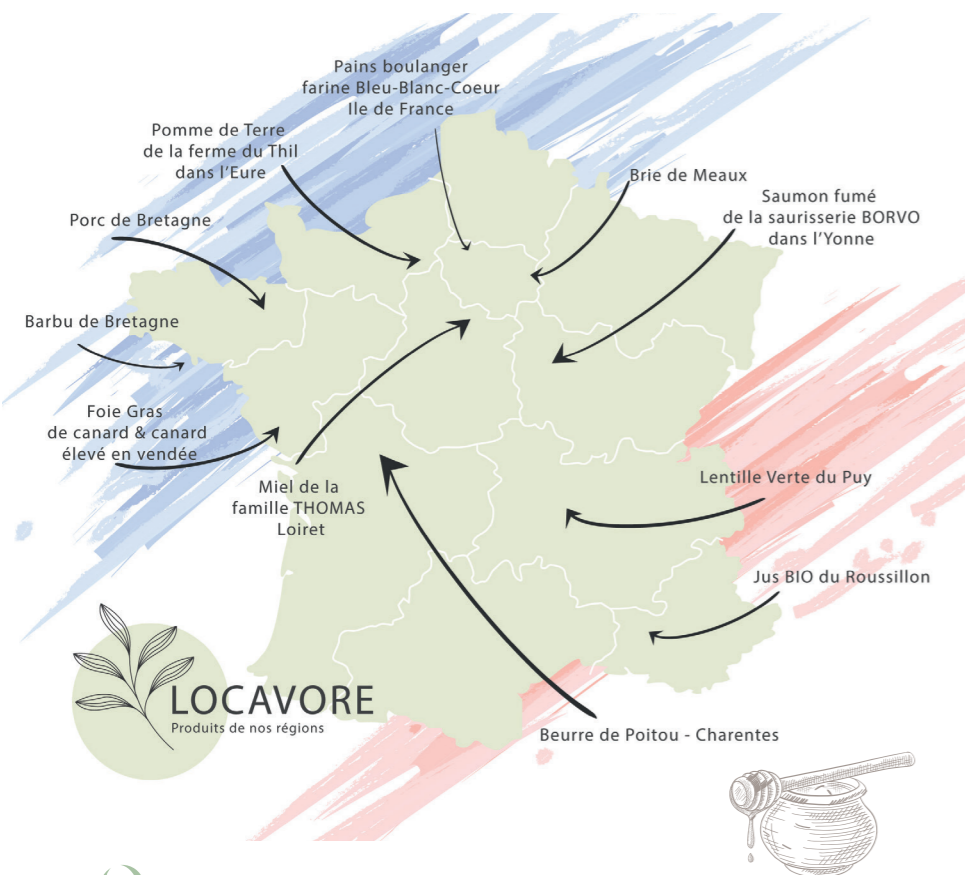 Pains boulanger
farine Bleu-Blanc-Coeur
Ile de France
Pomme de Terre
de la ferme du Thil
dans l'Eure
Brie de Meaux
Saumon fumé
de la saurisserie BORVO
dans l'Yonne
Porc de Bretagne
Barbu de Bretagne
Foie Gras
de canard & canard
élevé en vendée
Miel de la
famille THOMAS
Loiret
Lentille Verte du Puy
Jus BIO du Roussillon
LOCAVORE
Produits de nos régions
Beurre de Poitou - Charentes